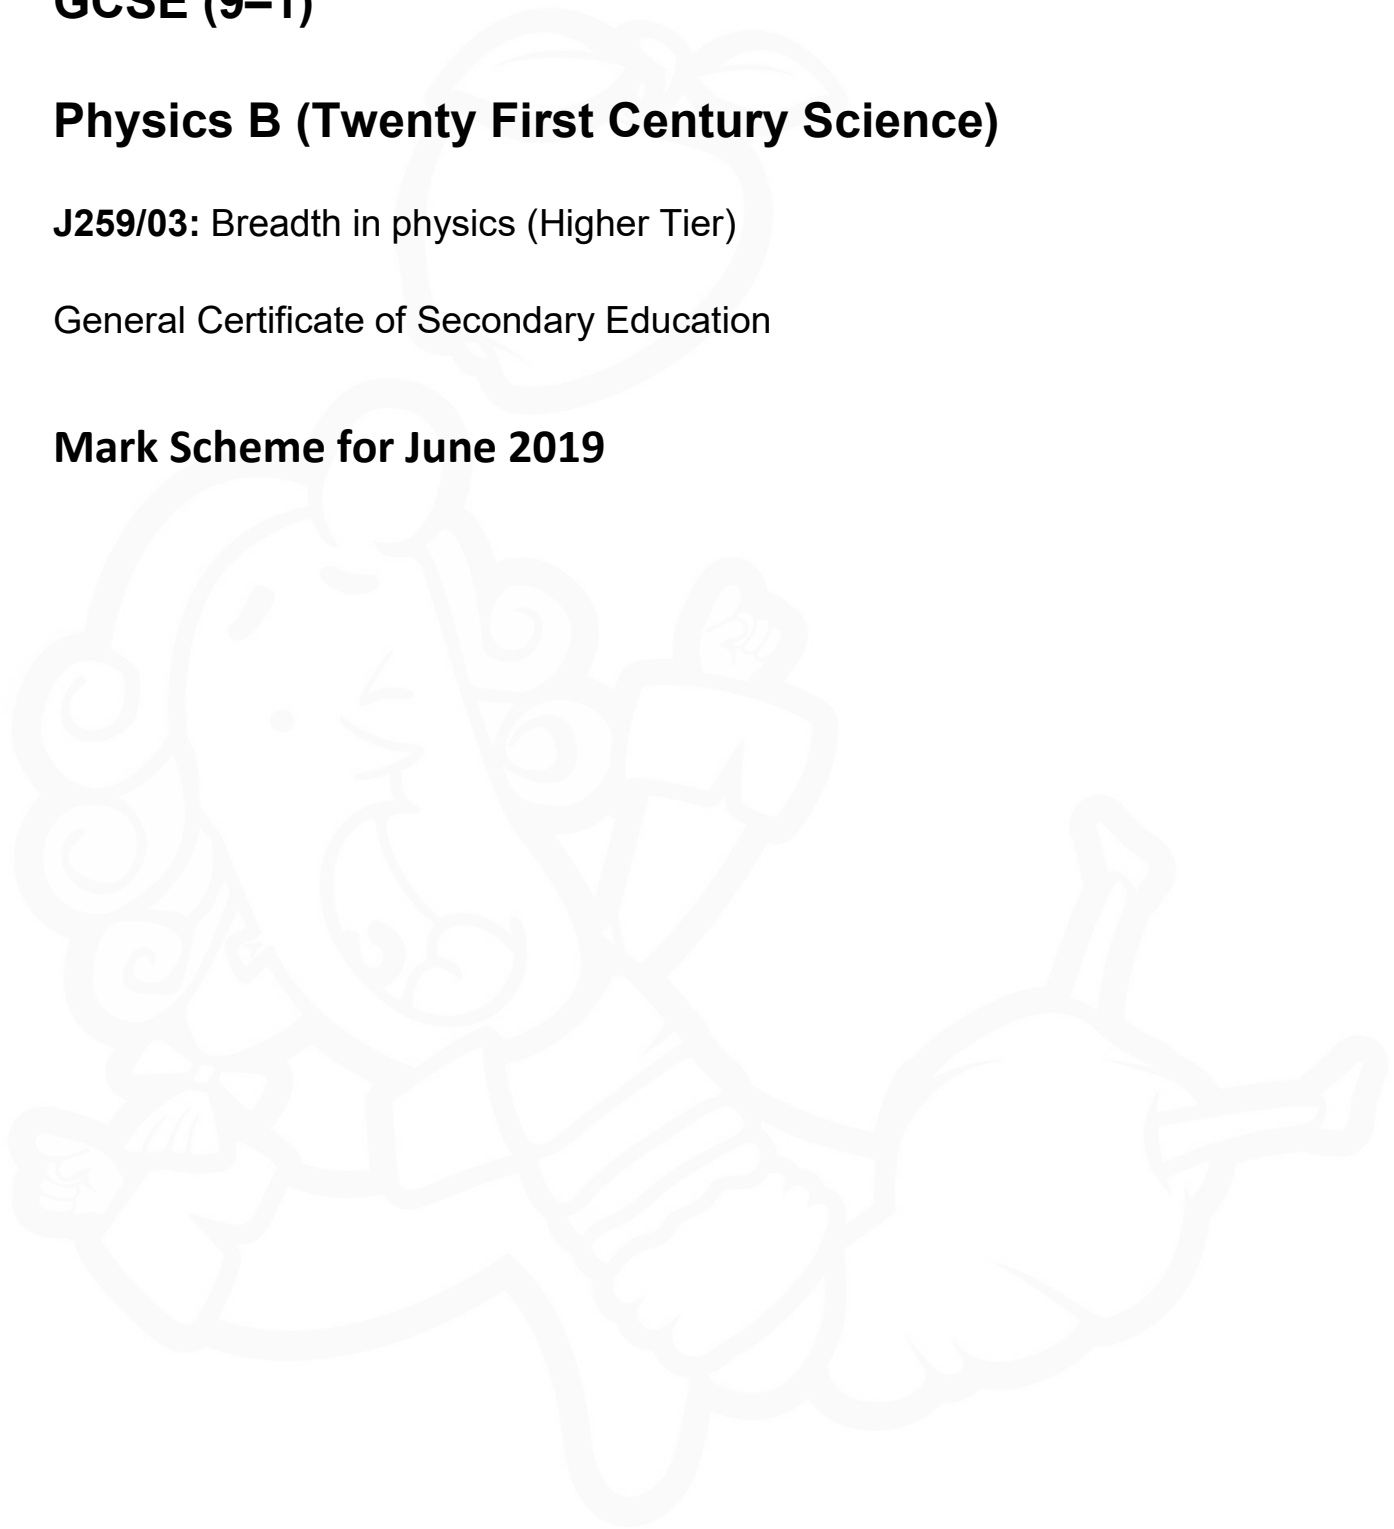 GCSE (9–1)
Physics B (Twenty First Century Science)
J259/03: Breadth in physics (Higher Tier)
General Certificate of Secondary Education
Mark Scheme for June 2019